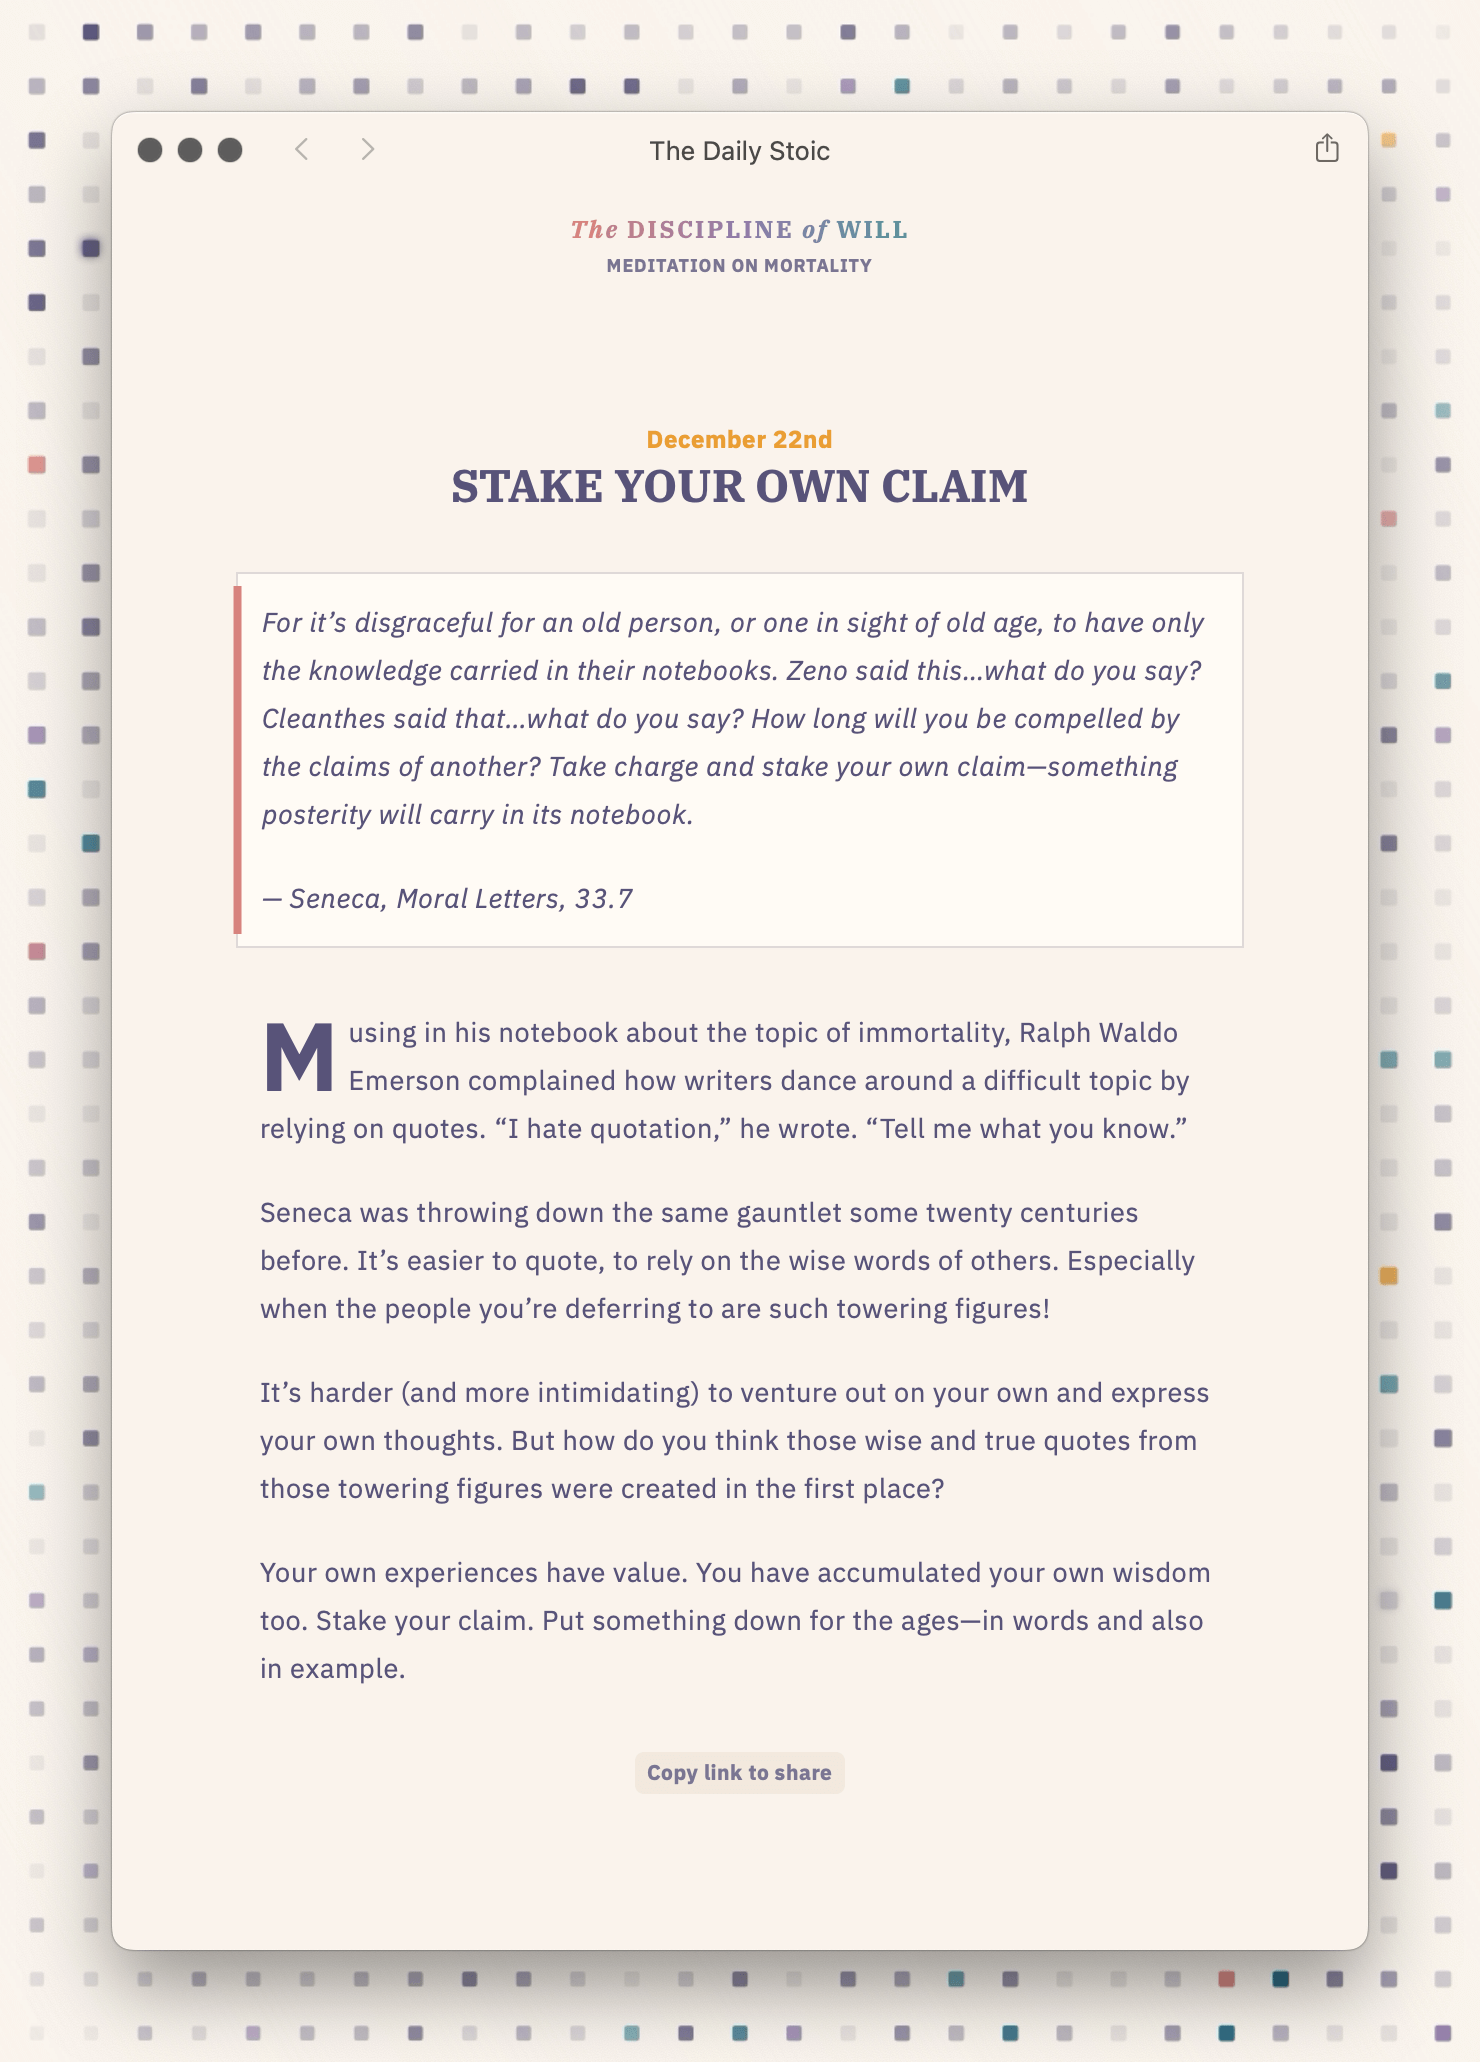 The Daily Stoic
The DISCIPLINE of WILL
MEDITATION ON MORTALITY
December 22nd
STAKE YOUR OWN CLAIM
For it’s disgraceful for an old person, or one in sight of old age, to have only
the knowledge carried in their notebooks. Zeno said this…what do you say?
Cleanthes said that…what do you say? How long will you be compelled by
the claims of another? Take charge and stake your own claim—something
posterity will carry in its notebook.
— Seneca, Moral Letters, 33.7
Musing in his notebook about the topic of immortality, Ralph Waldo
Emerson complained how writers dance around a difficult topic by
relying on quotes. “I hate quotation,” he wrote. “Tell me what you know.”
Seneca was throwing down the same gauntlet some twenty centuries
before. It’s easier to quote, to rely on the wise words of others. Especially
when the people you’re deferring to are such towering figures!
It’s harder (and more intimidating) to venture out on your own and express
your own thoughts. But how do you think those wise and true quotes from
those towering figures were created in the first place?
Your own experiences have value. You have accumulated your own wisdom
too. Stake your claim. Put something down for the ages—in words and also
in example.
Copy link to share